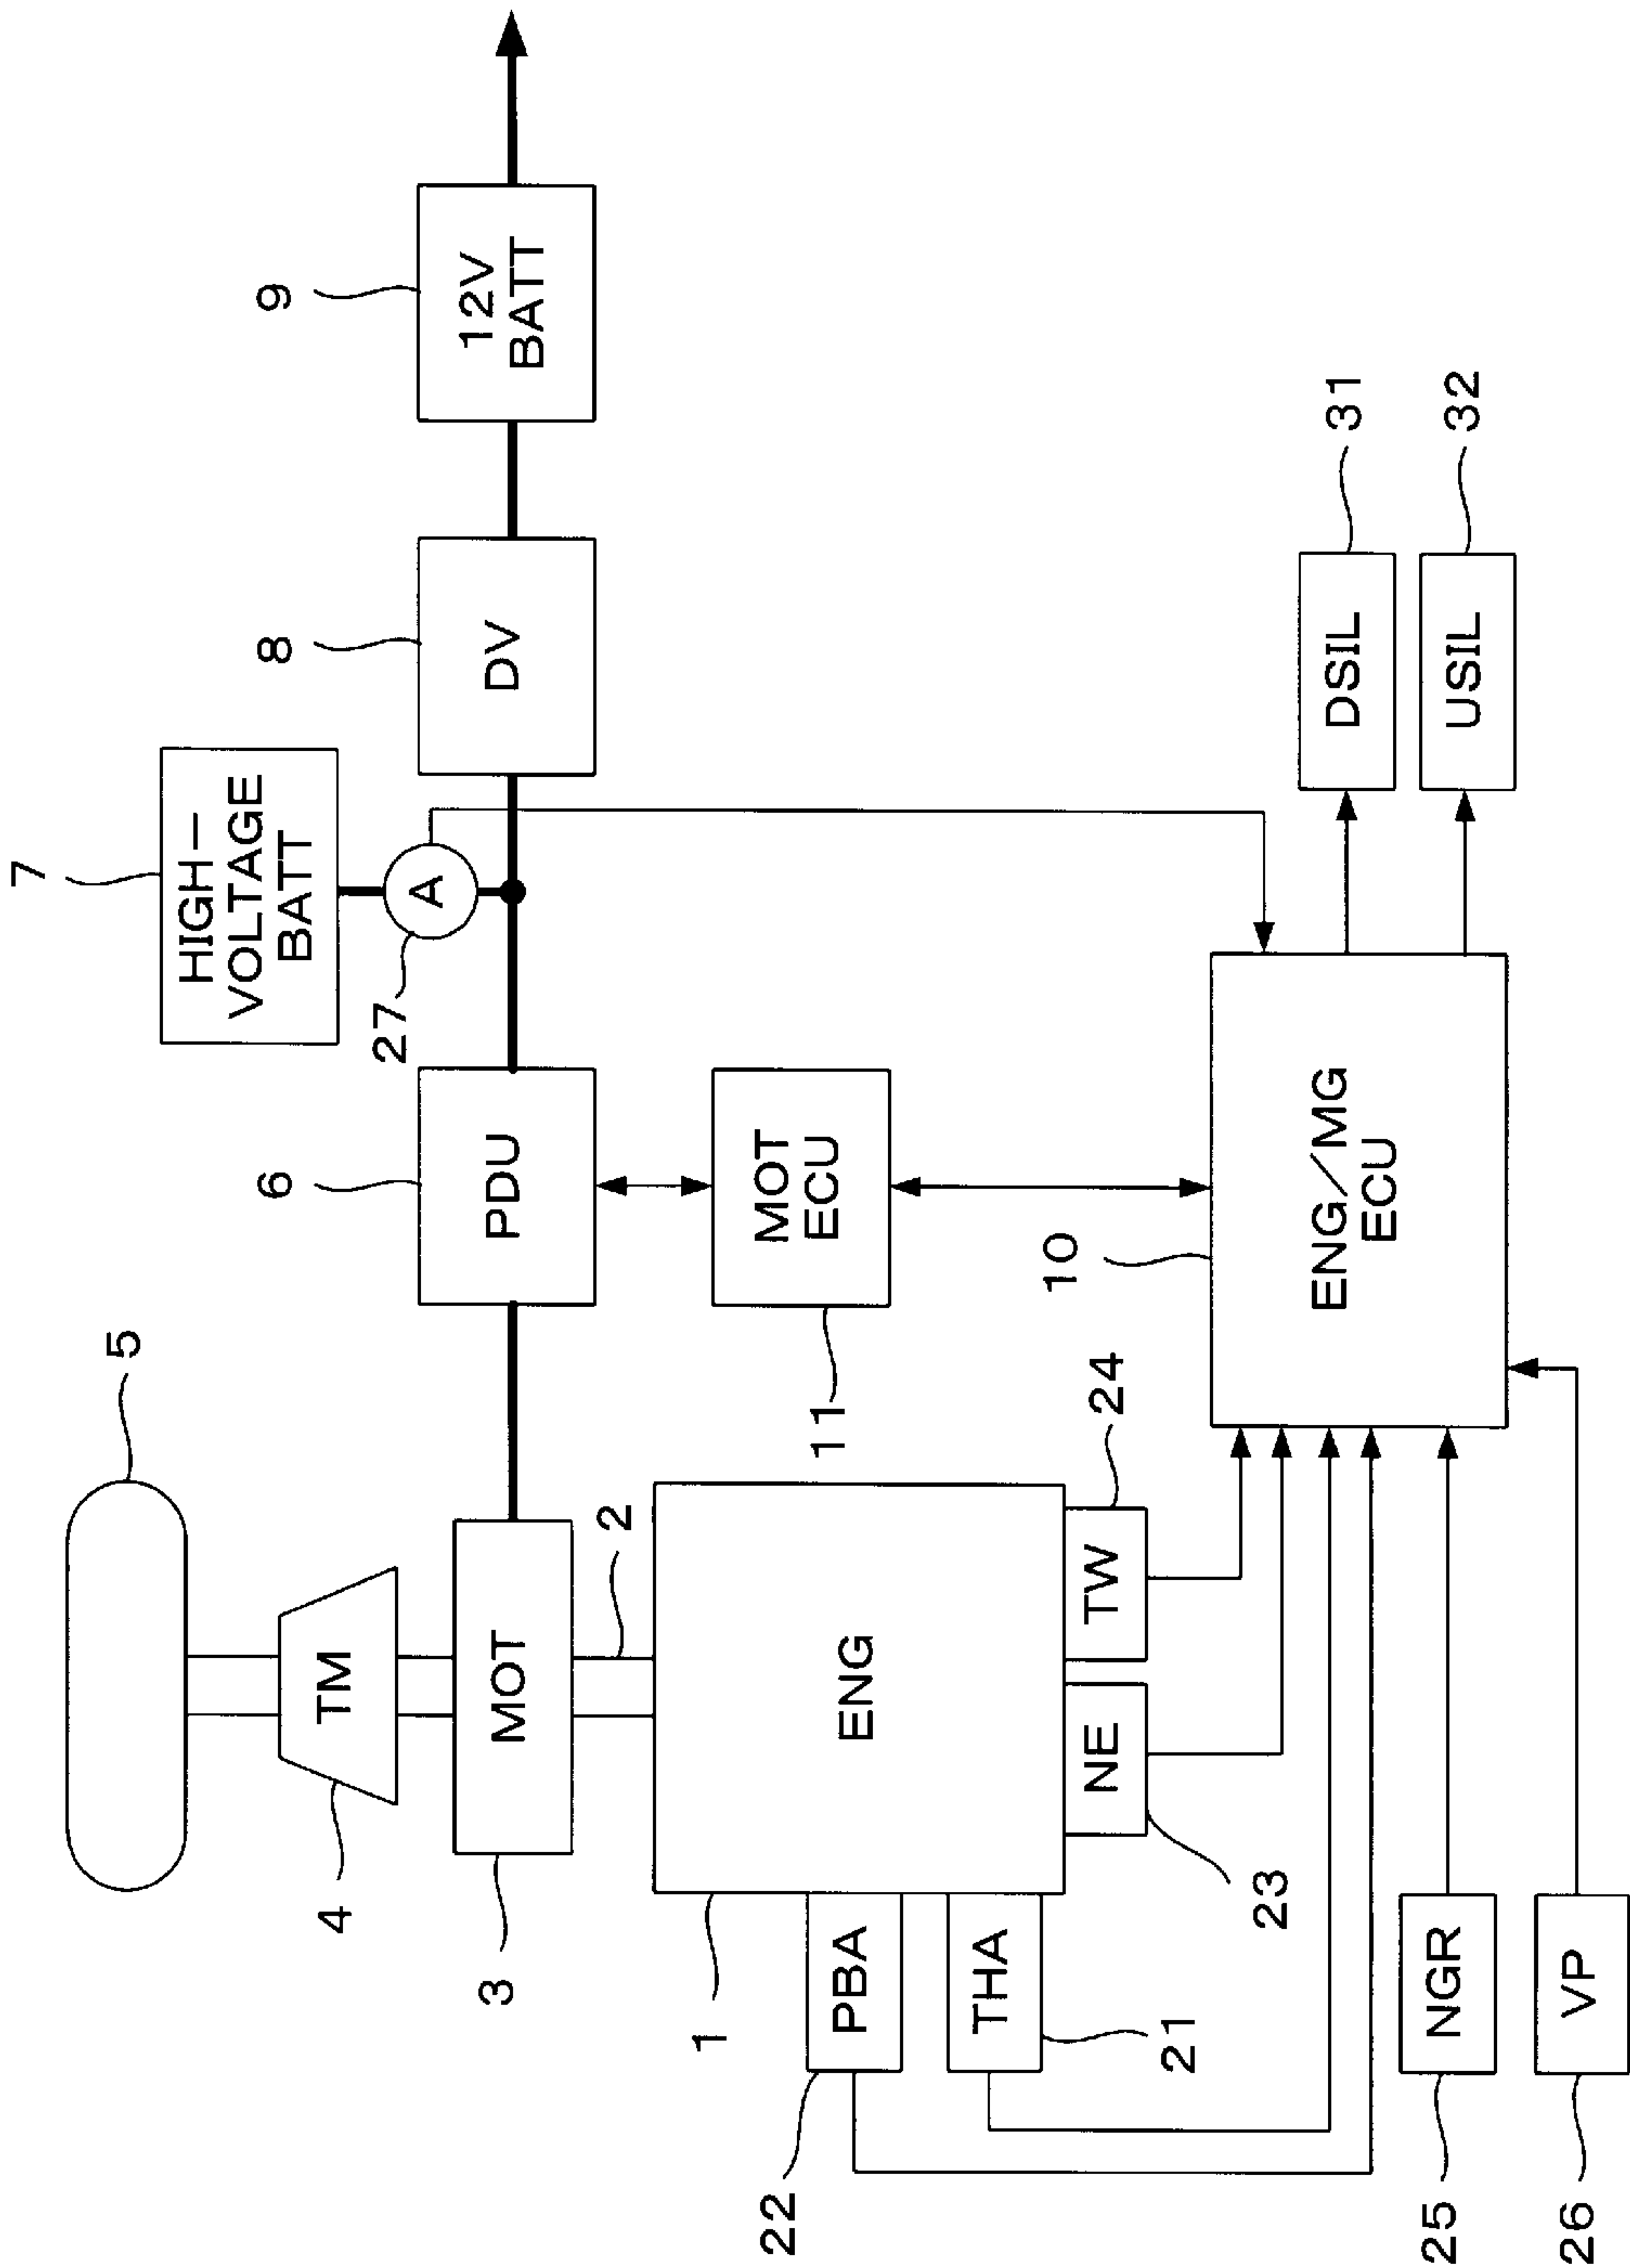 5
TM
4
MOT
3
2
ENG
1
PBA
22
THA
21
NE
23
TW
24
NGR
25
VP
26
PDU
6
MOT
ECU
11
ENG/MG
ECU
10
HIGH-
VOLTAGE
BATT
7
A
27
DV
8
12V
BATT
9
DSIL
31
USIL
32